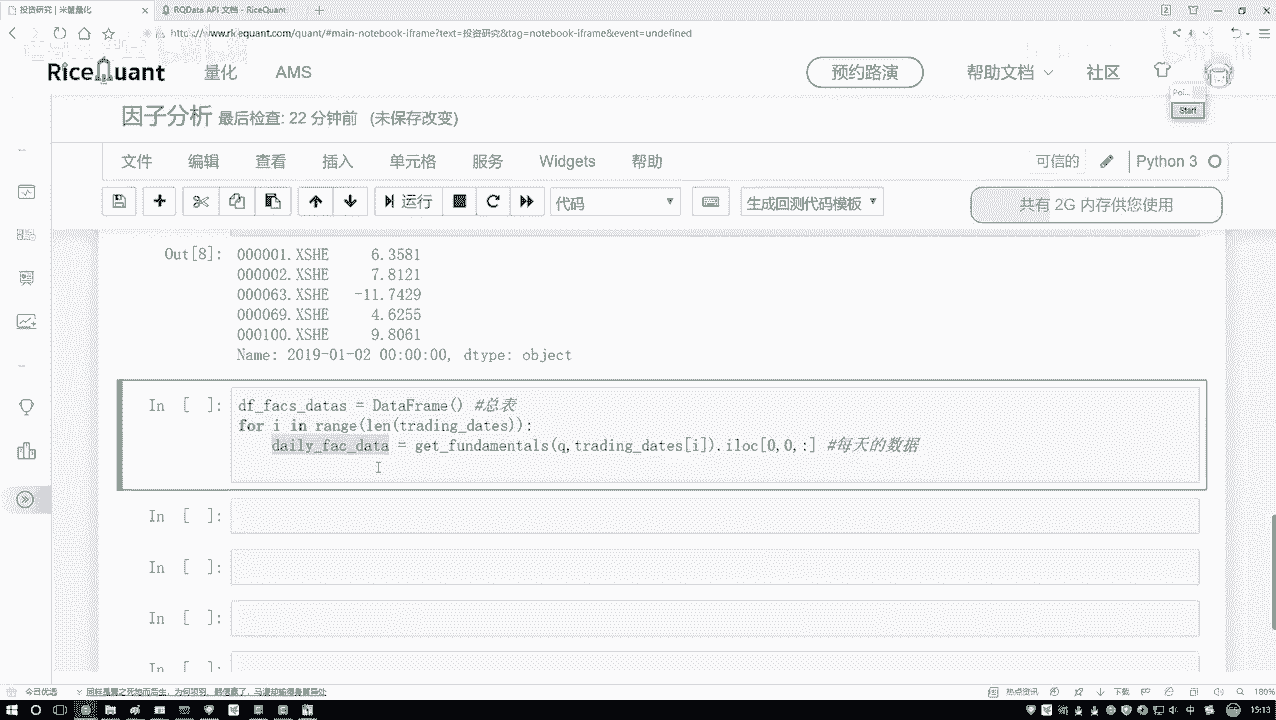 投资研究 | 米筐量化
RQData API 文档 - RiceQuant
http://www.ricequant.com/quant/#main-notebook-iframe?text=投资研究&tag=notebook-iframe&event=undefined
RiceQuant 量化 AMS 预约路演 帮助文档 社区
Start
因子分析 最后检查: 22 分钟前 (未保存改变)
文件 编辑 查看 插入 单元格 服务 Widgets 帮助 可信的 Python 3
运行 代码 生成回测代码模板 共有 2G 内存供您使用
Out[8]: 000001.XSHE 6.3581
000002.XSHE 7.8121
000063.XSHE -11.7429
000069.XSHE 4.6255
000100.XSHE 9.8061
Name: 2019-01-02 00:00:00, dtype: object
In [ ]: df_facs_datas = DataFrame() #总表
for i in range(len(trading_dates)):
daily_fac_data = get_fundamentals(q,trading_dates[i]).iloc[0,0,:] #每天的数据
In [ ]:
In [ ]:
In [ ]:
In [ ]:
今日优选 热点资讯 下载 180%
中 15:13